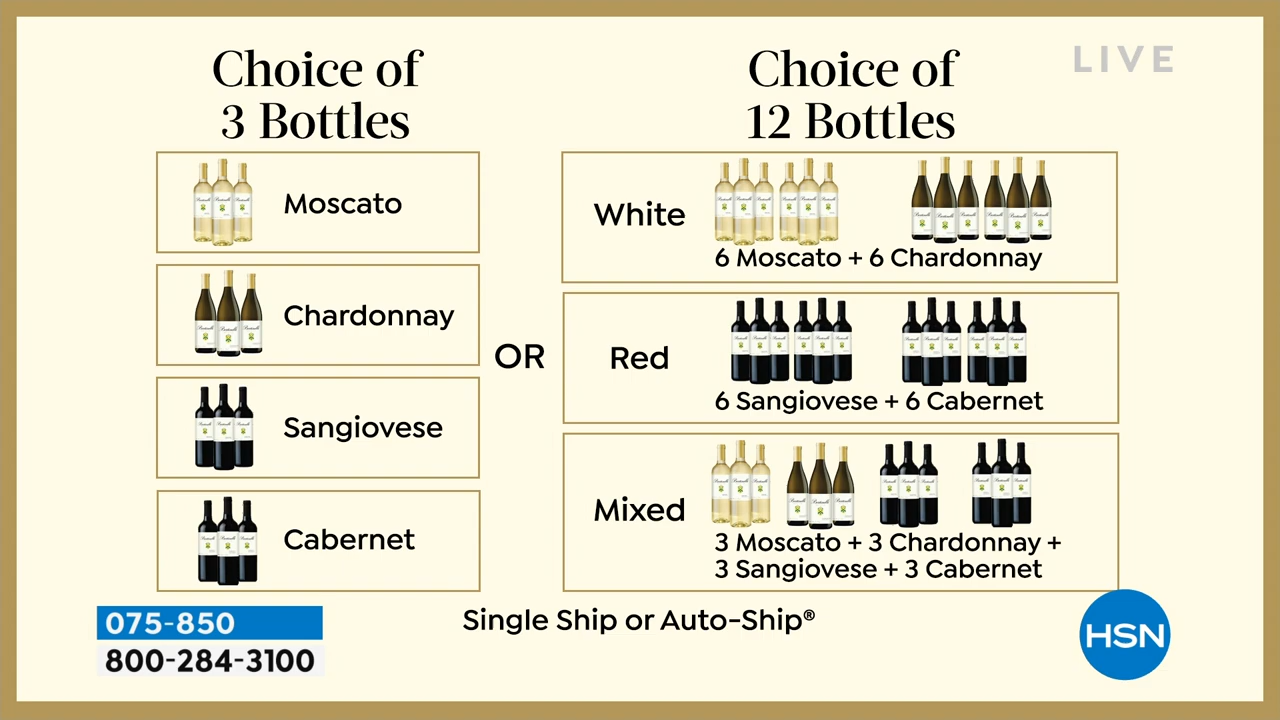 LIVE
Choice of
3 Bottles
Moscato
Chardonnay
Sangiovese
Cabernet
OR
Choice of
12 Bottles
White
6 Moscato + 6 Chardonnay
Red
6 Sangiovese + 6 Cabernet
Mixed
3 Moscato + 3 Chardonnay +
3 Sangiovese + 3 Cabernet
Single Ship or Auto-Ship®
075-850
800-284-3100
HSN